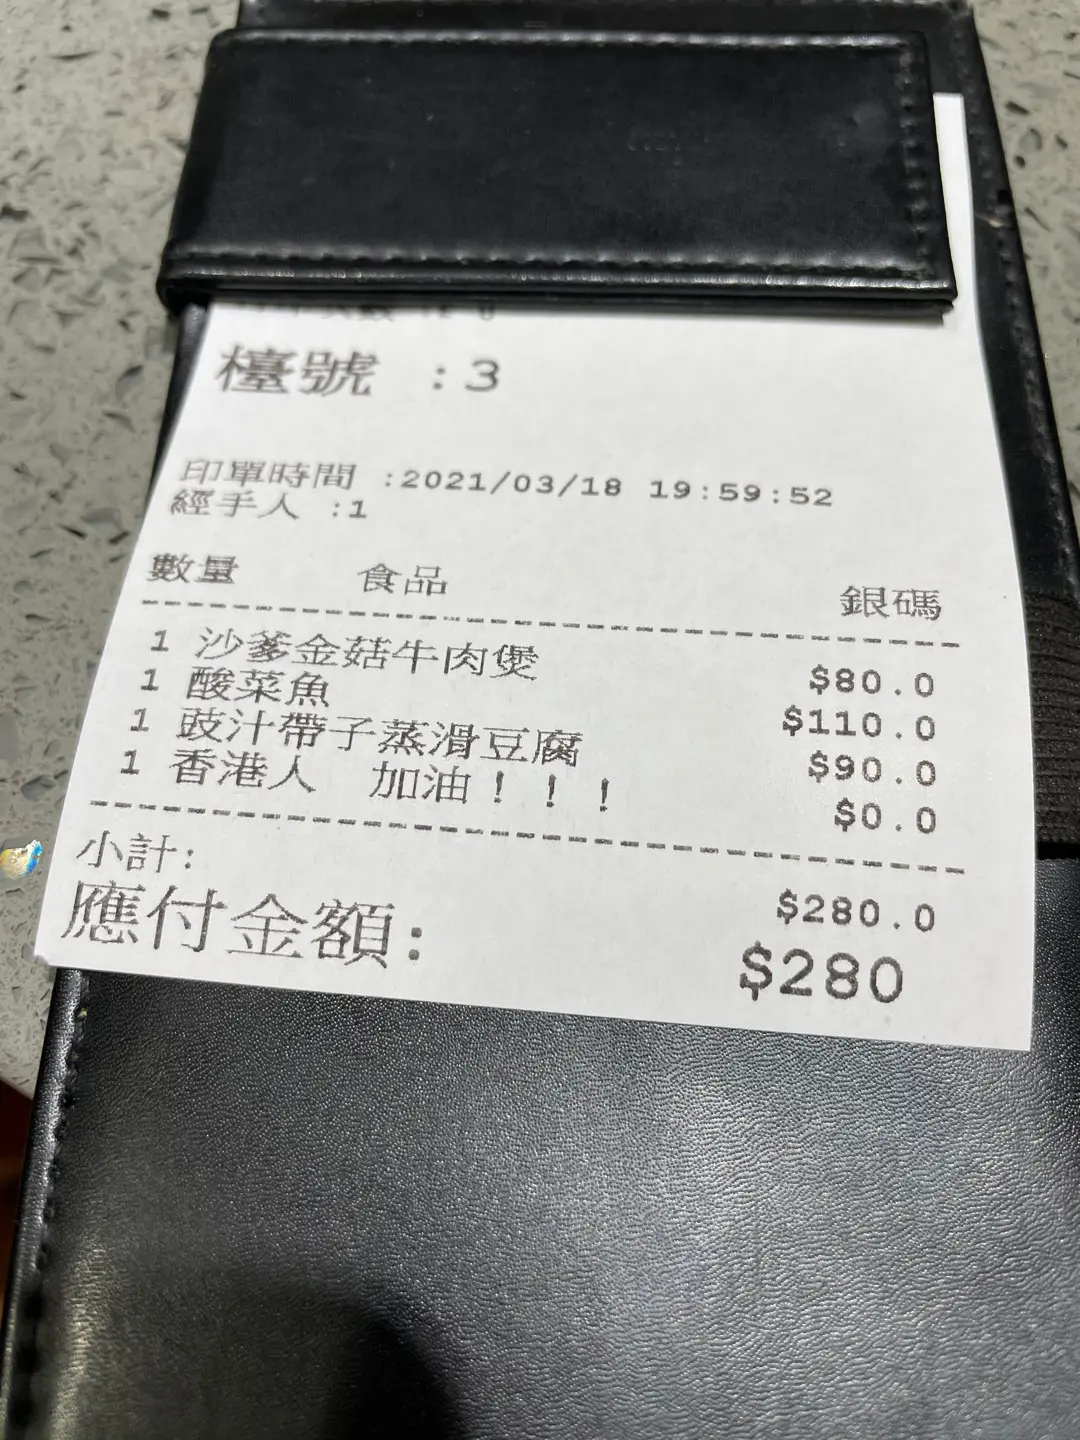 檯號 :3
印單時間 :2021/03/18 19:59:52
經手人 :1
數量 食品 銀碼
1 沙爹金菇牛肉煲 $80.0
1 酸菜魚 $110.0
1 豉汁帶子蒸滑豆腐 $90.0
1 香港人 加油！！！ $0.0
小計: $280.0
應付金額: $280